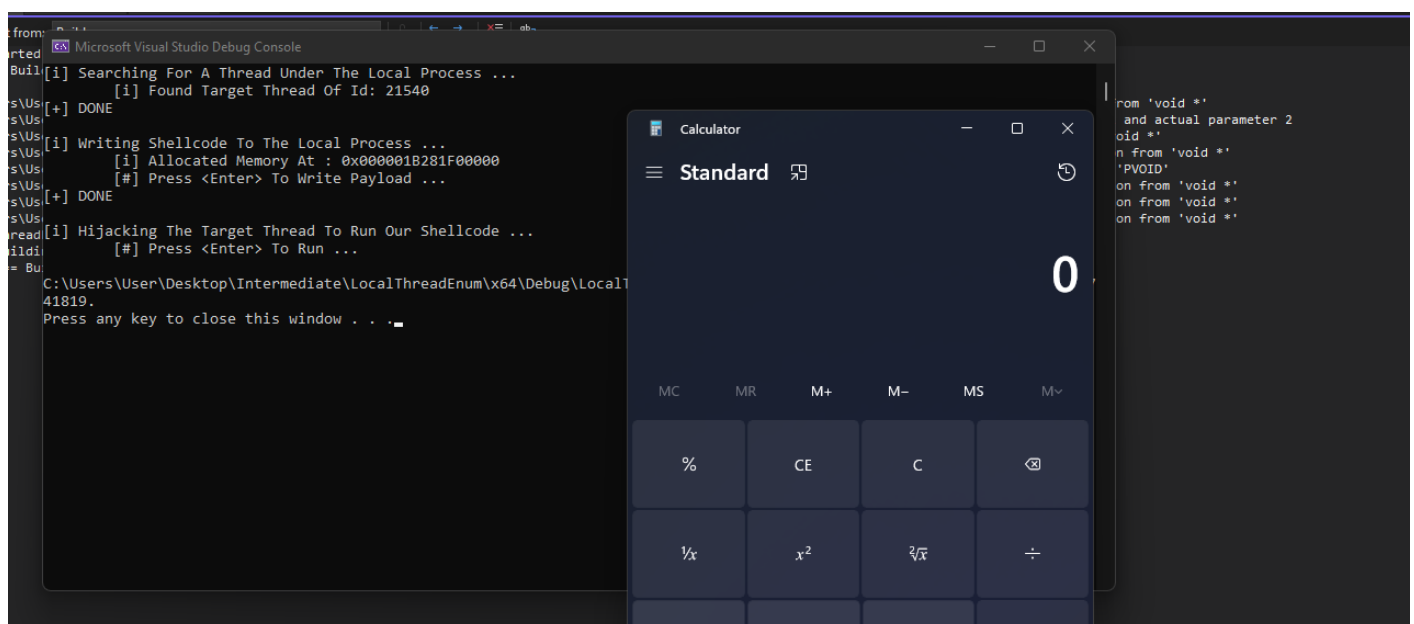 from:
Microsoft Visual Studio Debug Console
[i] Searching For A Thread Under The Local Process ...
[i] Found Target Thread Of Id: 21540
[+] DONE
[i] Writing Shellcode To The Local Process ...
[i] Allocated Memory At : 0x000001B281F00000
[#] Press <Enter> To Write Payload ...
[+] DONE
[i] Hijacking The Target Thread To Run Our Shellcode ...
[#] Press <Enter> To Run ...
C:\Users\User\Desktop\Intermediate\LocalThreadEnum\x64\Debug\Local
41819.
Press any key to close this window . . .
rom 'void *'
and actual parameter 2
oid *'
n from 'void *'
'PVOID'
on from 'void *'
on from 'void *'
on from 'void *'
Calculator
Standard
0
MC MR M+ M− MS M
% CE C
¹/x x² ²√x ÷